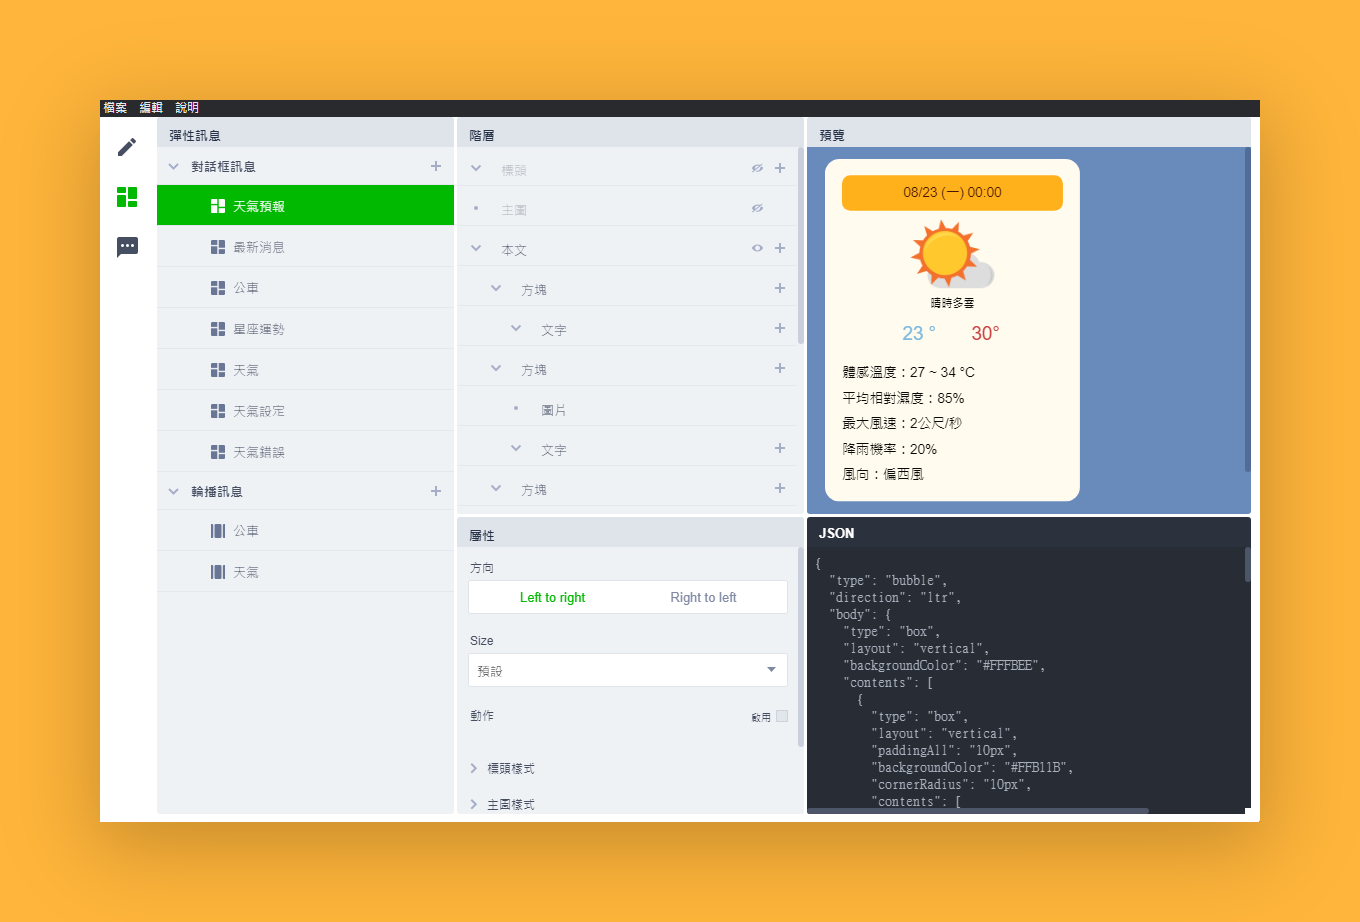 檔案 編輯 說明
彈性訊息
對話框訊息
天氣預報
最新消息
公車
星座運勢
天氣
天氣設定
天氣錯誤
輪播訊息
公車
天氣
階層
標頭
主圖
本文
方塊
文字
方塊
圖片
文字
方塊
屬性
方向
Left to right Right to left
Size
預設
動作 啟用
標頭樣式
主圖樣式
預覽
08/23 (一) 00:00
晴時多雲
23 ° 30°
體感溫度：27 ~ 34 °C
平均相對濕度：85%
最大風速：2公尺/秒
降雨機率：20%
風向：偏西風
JSON
{
"type": "bubble",
"direction": "ltr",
"body": {
"type": "box",
"layout": "vertical",
"backgroundColor": "#FFFBEE",
"contents": [
{
"type": "box",
"layout": "vertical",
"paddingAll": "10px",
"backgroundColor": "#FFB11B",
"cornerRadius": "10px",
"contents": [